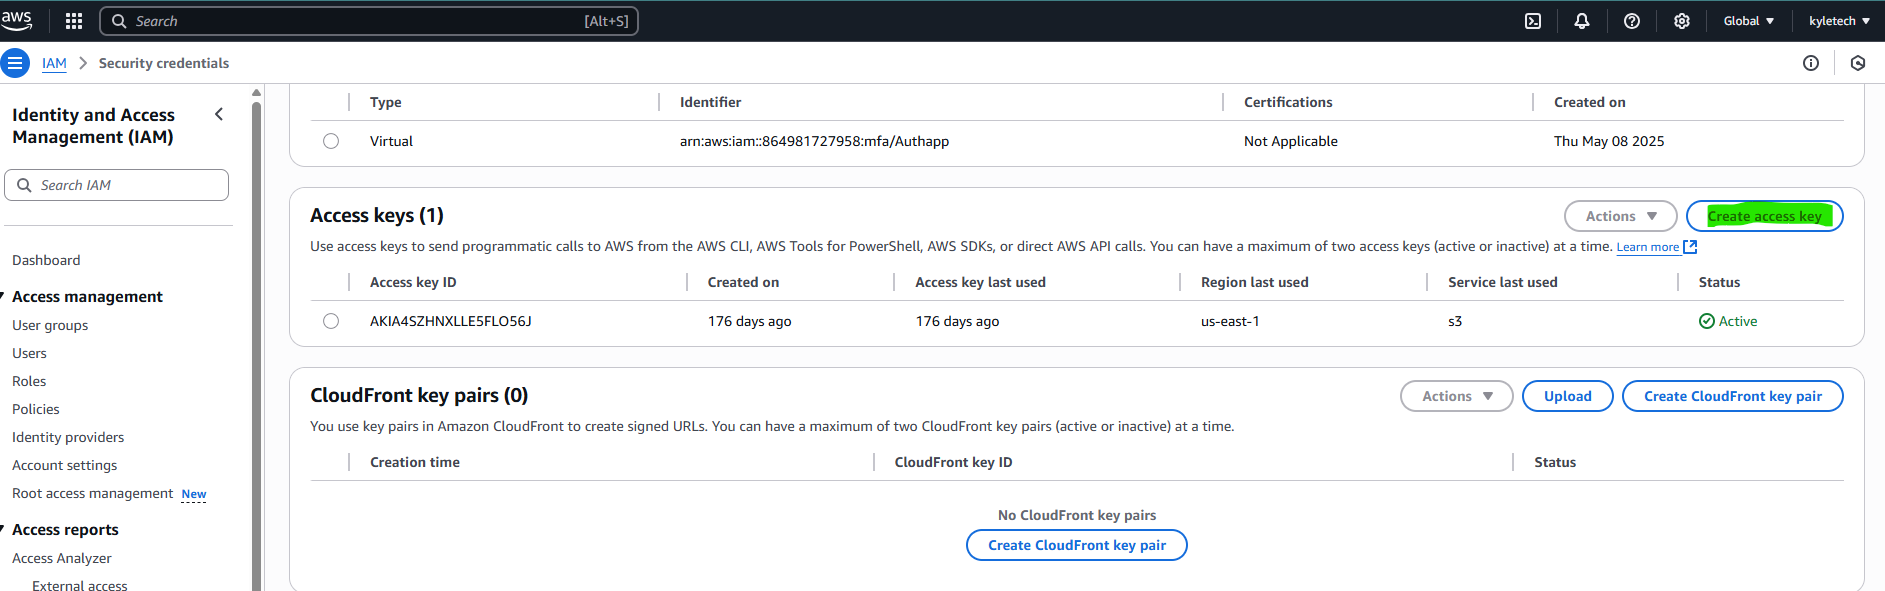 aws Search [Alt+S] Global kyletech
IAM Security credentials
Identity and Access Management (IAM)
Search IAM
Dashboard
Access management
User groups
Users
Roles
Policies
Identity providers
Account settings
Root access management New
Access reports
Access Analyzer
External access
Type Identifier Certifications Created on
Virtual arn:aws:iam::864981727958:mfa/Authapp Not Applicable Thu May 08 2025
Access keys (1) Actions Create access key
Use access keys to send programmatic calls to AWS from the AWS CLI, AWS Tools for PowerShell, AWS SDKs, or direct AWS API calls. You can have a maximum of two access keys (active or inactive) at a time. Learn more
Access key ID Created on Access key last used Region last used Service last used Status
AKIA4SZHNXLLE5FLO56J 176 days ago 176 days ago us-east-1 s3 Active
CloudFront key pairs (0) Actions Upload Create CloudFront key pair
You use key pairs in Amazon CloudFront to create signed URLs. You can have a maximum of two CloudFront key pairs (active or inactive) at a time.
Creation time CloudFront key ID Status
No CloudFront key pairs
Create CloudFront key pair